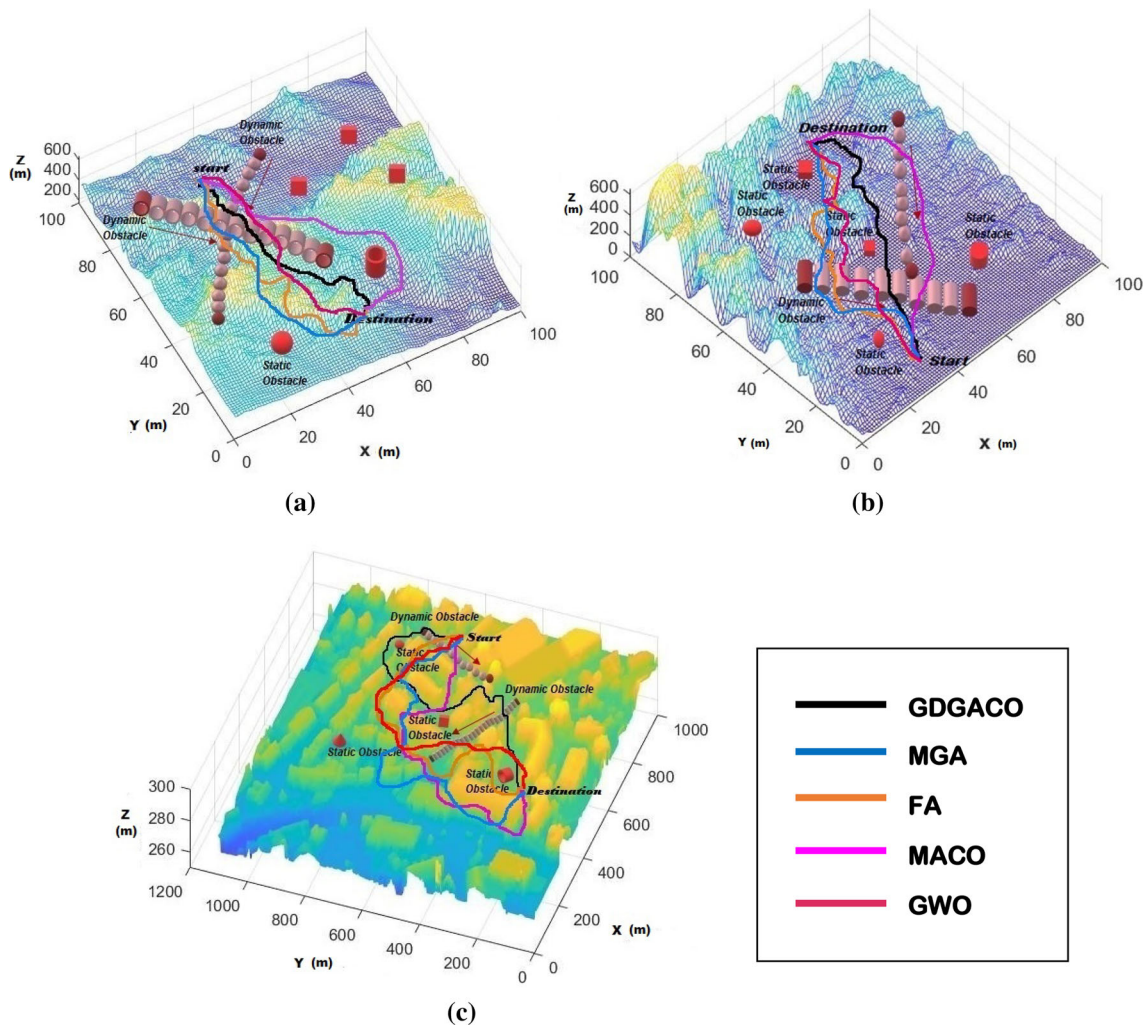 Dynamic
Obstacle
Z
(m)
600
400
200
100
80
60
40
20
0
start
Dynamic
Obstacle
Destination
Static
Obstacle
0
20
40
60
80
100
Y (m)
X (m)
(a)
Destination
Z
(m)
600
400
200
0
100
80
60
40
20
0
Static
Obstacle
Static
Obstacle
Static
Obstacle
Static
Obstacle
Dynamic
Obstacle
Static
Obstacle
Start
0
20
40
60
80
100
Y (m)
X (m)
(b)
Dynamic Obstacle
Start
Static
Obstacle
Dynamic Obstacle
Static
Obstacle
Static Obstacle
Static
Obstacle
Destination
Z
(m)
300
280
260
1200
1000
800
600
400
200
0
0
200
400
600
800
1000
X (m)
Y (m)
(c)
GDGACO
MGA
FA
MACO
GWO